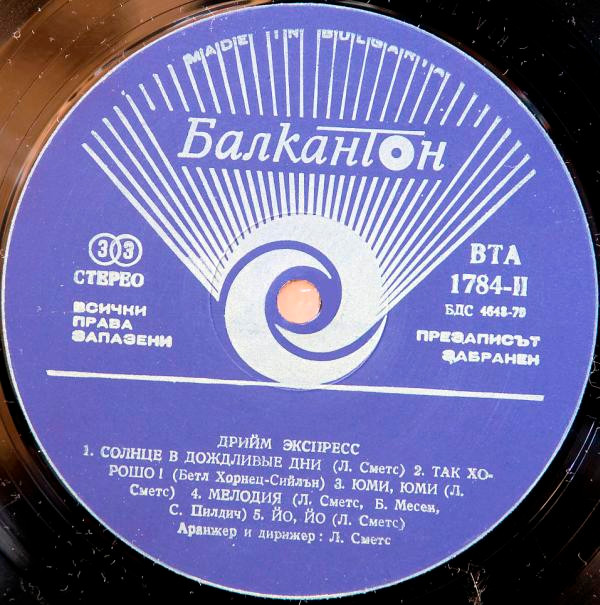 MADE IN BULGARIA
Балкантон
33
СТЕРЕО
ВСИЧКИ
ПРАВА
ЗАПАЗЕНИ
ВТА
1784-II
БДС 4648-79
ПРЕЗАПИСЪТ
ЗАБРАНЕН
ДРИЙМ ЭКСПРЕСС
1. СОЛНЦЕ В ДОЖДЛИВЫЕ ДНИ (Л. Сметс) 2. ТАК ХО-
РОШО! (Бетл Хорнец-Сийлън) 3. ЮМИ, ЮМИ (Л.
Сметс) 4. МЕЛОДИЯ (Л. Сметс, Б. Месен,
С. Пилдич) 5. ЙО, ЙО (Л. Сметс)
Аранжер и дирижер: Л. Сметс